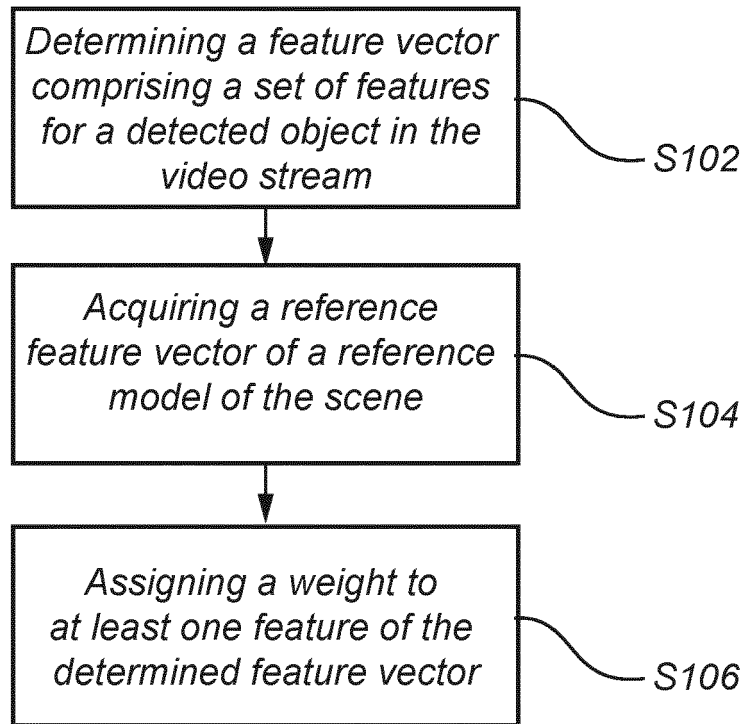 Determining a feature vector
comprising a set of features
for a detected object in the
video stream
S102
Acquiring a reference
feature vector of a reference
model of the scene
S104
Assigning a weight to
at least one feature of the
determined feature vector
S106